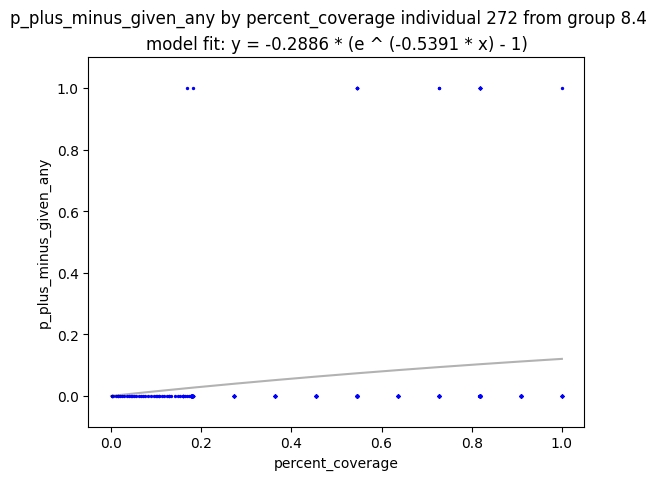 p_plus_minus_given_any by percent_coverage individual 272 from group 8.4
model fit: y = -0.2886 * (e ^ (-0.5391 * x) - 1)
1.0
0.8
0.6
0.4
0.2
0.0
p_plus_minus_given_any
0.0 0.2 0.4 0.6 0.8 1.0
percent_coverage